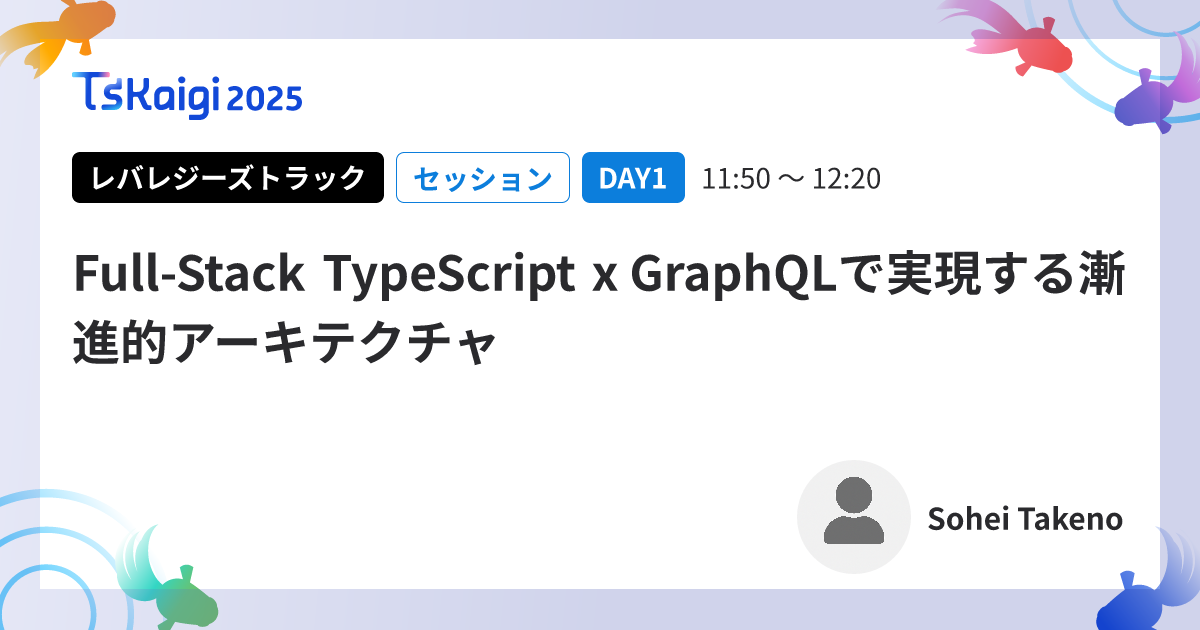 TSKaigi 2025
レバレジーズトラック セッション DAY1 11:50 〜 12:20
Full-Stack TypeScript x GraphQLで実現する漸
進的アーキテクチャ
Sohei Takeno